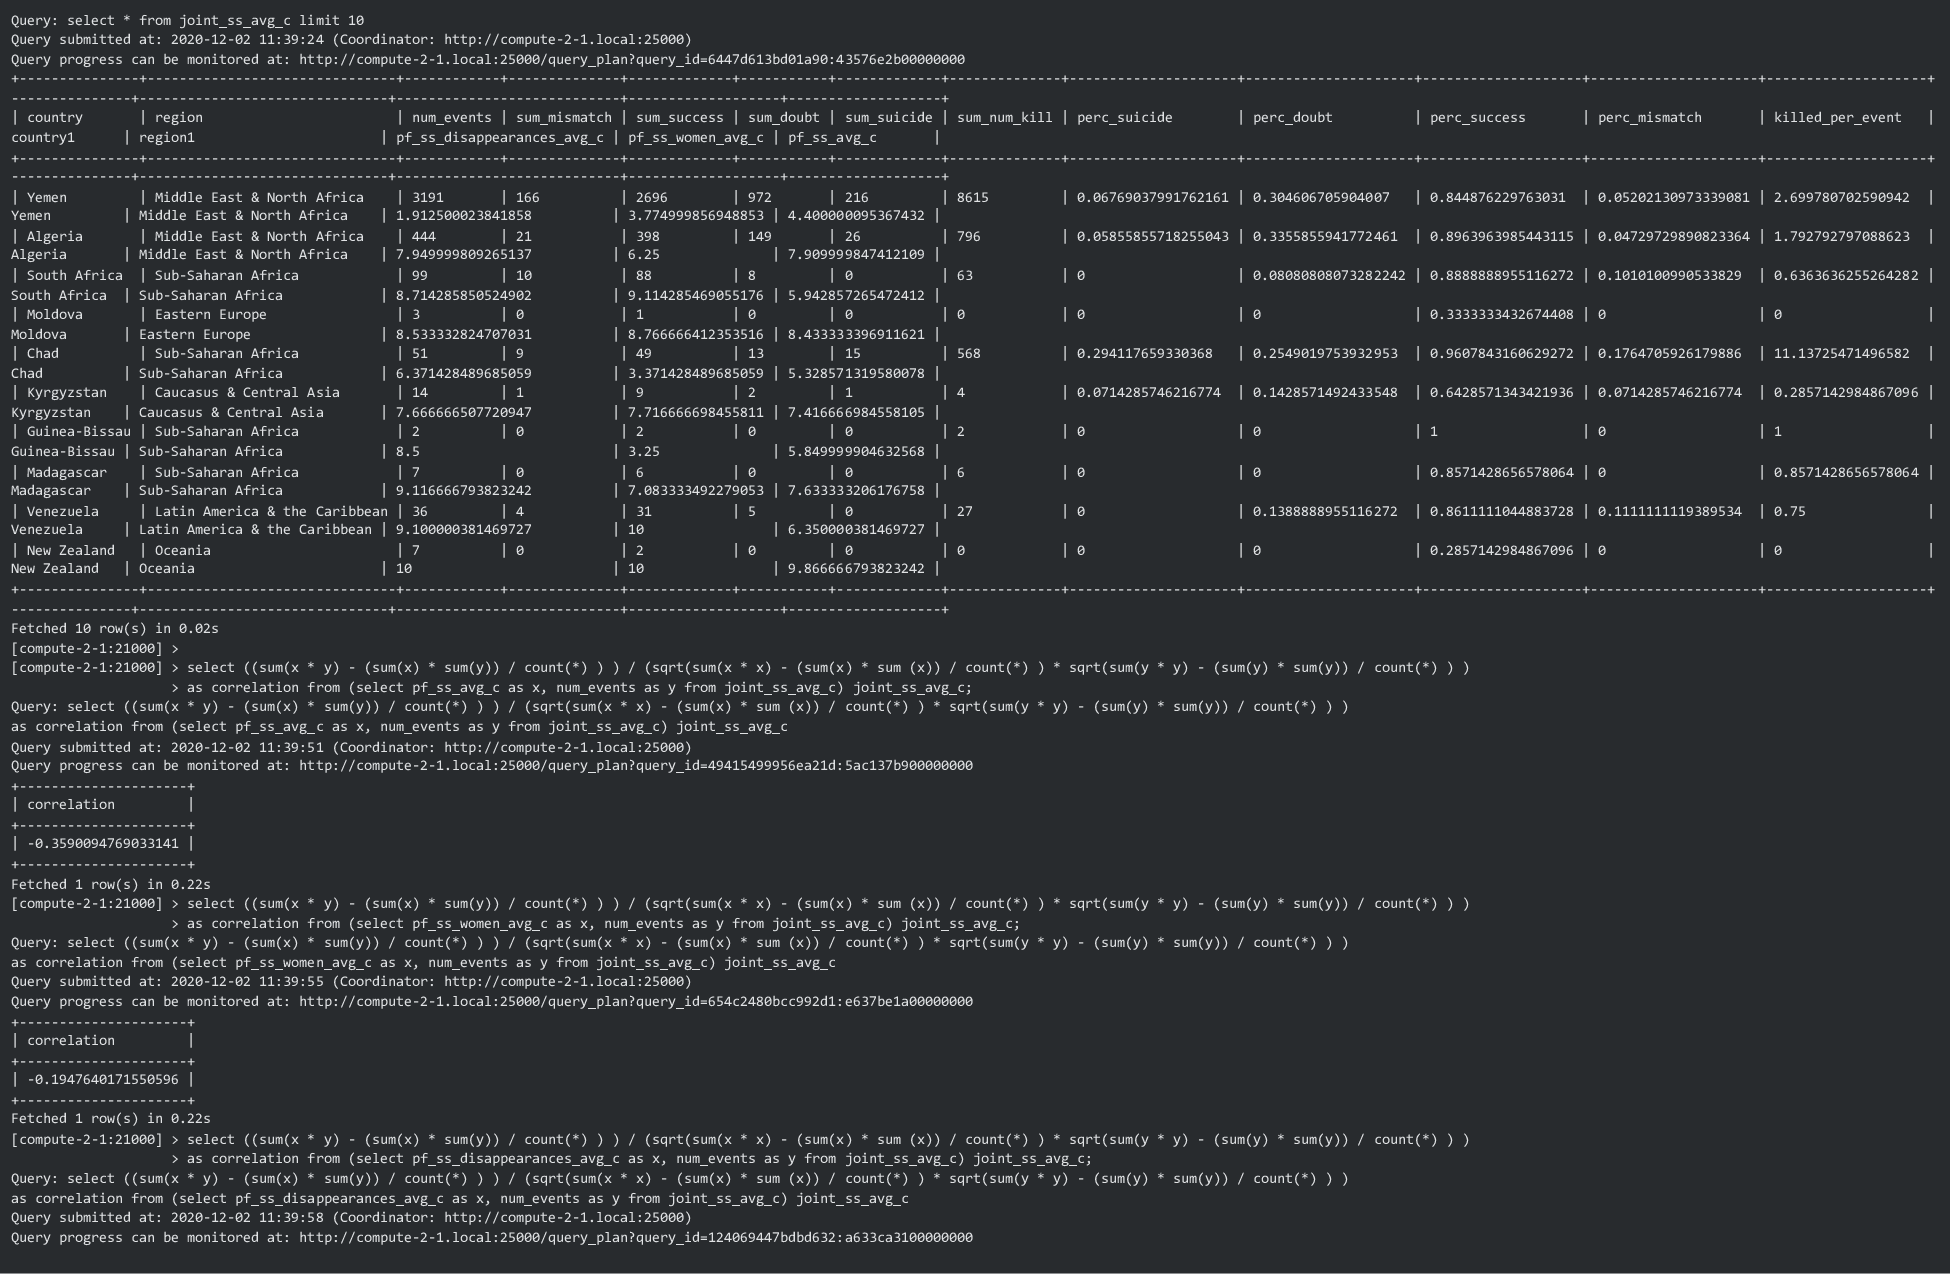 Query: select * from joint_ss_avg_c limit 10
Query submitted at: 2020-12-02 11:39:24 (Coordinator: http://compute-2-1.local:25000)
Query progress can be monitored at: http://compute-2-1.local:25000/query_plan?query_id=6447d613bd01a90:43576e2b00000000
| country | region | num_events | sum_mismatch | sum_success | sum_doubt | sum_suicide | sum_num_kill | perc_suicide | perc_doubt | perc_success | perc_mismatch | killed_per_event |
country1 | region1 | pf_ss_disappearances_avg_c | pf_ss_women_avg_c | pf_ss_avg_c |
| Yemen | Middle East & North Africa | 3191 | 166 | 2696 | 972 | 216 | 8615 | 0.06769037991762161 | 0.304606705904007 | 0.844876229763031 | 0.05202130973339081 | 2.699780702590942 |
Yemen | Middle East & North Africa | 1.912500023841858 | 3.774999856948853 | 4.400000095367432 |
| Algeria | Middle East & North Africa | 444 | 21 | 398 | 149 | 26 | 796 | 0.05855855718255043 | 0.3355855941772461 | 0.8963963985443115 | 0.04729729890823364 | 1.792792797088623 |
Algeria | Middle East & North Africa | 7.949999809265137 | 6.25 | 7.909999847412109 |
| South Africa | Sub-Saharan Africa | 99 | 10 | 88 | 8 | 0 | 63 | 0 | 0.08080808073282242 | 0.8888888955116272 | 0.1010100990533829 | 0.6363636255264282 |
South Africa | Sub-Saharan Africa | 8.714285850524902 | 9.114285469055176 | 5.942857265472412 |
| Moldova | Eastern Europe | 3 | 0 | 1 | 0 | 0 | 0 | 0 | 0 | 0.3333333432674408 | 0 | 0 |
Moldova | Eastern Europe | 8.533332824707031 | 8.766666412353516 | 8.433333396911621 |
| Chad | Sub-Saharan Africa | 51 | 9 | 49 | 13 | 15 | 568 | 0.294117659330368 | 0.2549019753932953 | 0.9607843160629272 | 0.1764705926179886 | 11.13725471496582 |
Chad | Sub-Saharan Africa | 6.371428489685059 | 3.371428489685059 | 5.328571319580078 |
| Kyrgyzstan | Caucasus & Central Asia | 14 | 1 | 9 | 2 | 1 | 4 | 0.0714285746216774 | 0.1428571492433548 | 0.6428571343421936 | 0.0714285746216774 | 0.2857142984867096 |
Kyrgyzstan | Caucasus & Central Asia | 7.666666507720947 | 7.716666698455811 | 7.416666984558105 |
| Guinea-Bissau | Sub-Saharan Africa | 2 | 0 | 2 | 0 | 0 | 2 | 0 | 0 | 1 | 0 | 1 |
Guinea-Bissau | Sub-Saharan Africa | 8.5 | 3.25 | 5.849999904632568 |
| Madagascar | Sub-Saharan Africa | 7 | 0 | 6 | 0 | 0 | 6 | 0 | 0 | 0.8571428656578064 | 0 | 0.8571428656578064 |
Madagascar | Sub-Saharan Africa | 9.116666793823242 | 7.083333492279053 | 7.633333206176758 |
| Venezuela | Latin America & the Caribbean | 36 | 4 | 31 | 5 | 0 | 27 | 0 | 0.1388888955116272 | 0.8611111044883728 | 0.1111111119389534 | 0.75 |
Venezuela | Latin America & the Caribbean | 9.100000381469727 | 10 | 6.350000381469727 |
| New Zealand | Oceania | 7 | 0 | 2 | 0 | 0 | 0 | 0 | 0 | 0.2857142984867096 | 0 | 0 |
New Zealand | Oceania | 10 | 10 | 9.866666793823242 |
Fetched 10 row(s) in 0.02s
[compute-2-1:21000] >
[compute-2-1:21000] > select ((sum(x * y) - (sum(x) * sum(y)) / count(*) ) ) / (sqrt(sum(x * x) - (sum(x) * sum (x)) / count(*) ) * sqrt(sum(y * y) - (sum(y) * sum(y)) / count(*) ) )
> as correlation from (select pf_ss_avg_c as x, num_events as y from joint_ss_avg_c) joint_ss_avg_c;
Query: select ((sum(x * y) - (sum(x) * sum(y)) / count(*) ) ) / (sqrt(sum(x * x) - (sum(x) * sum (x)) / count(*) ) * sqrt(sum(y * y) - (sum(y) * sum(y)) / count(*) ) )
as correlation from (select pf_ss_avg_c as x, num_events as y from joint_ss_avg_c) joint_ss_avg_c
Query submitted at: 2020-12-02 11:39:51 (Coordinator: http://compute-2-1.local:25000)
Query progress can be monitored at: http://compute-2-1.local:25000/query_plan?query_id=49415499956ea21d:5ac137b900000000
+---------------------+
| correlation |
+---------------------+
| -0.3590094769033141 |
+---------------------+
Fetched 1 row(s) in 0.22s
[compute-2-1:21000] > select ((sum(x * y) - (sum(x) * sum(y)) / count(*) ) ) / (sqrt(sum(x * x) - (sum(x) * sum (x)) / count(*) ) * sqrt(sum(y * y) - (sum(y) * sum(y)) / count(*) ) )
> as correlation from (select pf_ss_women_avg_c as x, num_events as y from joint_ss_avg_c) joint_ss_avg_c;
Query: select ((sum(x * y) - (sum(x) * sum(y)) / count(*) ) ) / (sqrt(sum(x * x) - (sum(x) * sum (x)) / count(*) ) * sqrt(sum(y * y) - (sum(y) * sum(y)) / count(*) ) )
as correlation from (select pf_ss_women_avg_c as x, num_events as y from joint_ss_avg_c) joint_ss_avg_c
Query submitted at: 2020-12-02 11:39:55 (Coordinator: http://compute-2-1.local:25000)
Query progress can be monitored at: http://compute-2-1.local:25000/query_plan?query_id=654c2480bcc992d1:e637be1a00000000
+---------------------+
| correlation |
+---------------------+
| -0.1947640171550596 |
+---------------------+
Fetched 1 row(s) in 0.22s
[compute-2-1:21000] > select ((sum(x * y) - (sum(x) * sum(y)) / count(*) ) ) / (sqrt(sum(x * x) - (sum(x) * sum (x)) / count(*) ) * sqrt(sum(y * y) - (sum(y) * sum(y)) / count(*) ) )
> as correlation from (select pf_ss_disappearances_avg_c as x, num_events as y from joint_ss_avg_c) joint_ss_avg_c;
Query: select ((sum(x * y) - (sum(x) * sum(y)) / count(*) ) ) / (sqrt(sum(x * x) - (sum(x) * sum (x)) / count(*) ) * sqrt(sum(y * y) - (sum(y) * sum(y)) / count(*) ) )
as correlation from (select pf_ss_disappearances_avg_c as x, num_events as y from joint_ss_avg_c) joint_ss_avg_c
Query submitted at: 2020-12-02 11:39:58 (Coordinator: http://compute-2-1.local:25000)
Query progress can be monitored at: http://compute-2-1.local:25000/query_plan?query_id=124069447bdbd632:a633ca3100000000